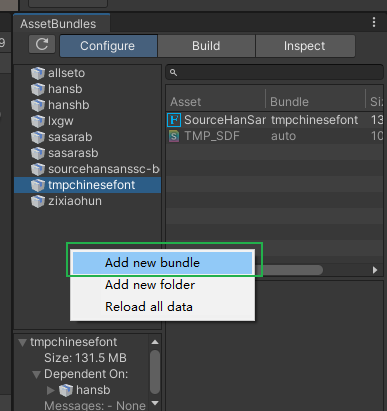 9
AssetBundles
Configure
Build
Inspect
allseto
hansb
hanshb
lxgw
sasarab
sasarasb
sourcehansanssc-b
tmpchinesefont
zixiaohun
Asset
Bundle
Siz
SourceHanSar
tmpchinesefont
13
TMP_SDF
auto
10
Add new bundle
Add new folder
Reload all data
tmpchinesefont
Size: 131.5 MB
Dependent On:
hansb
Messages: - None